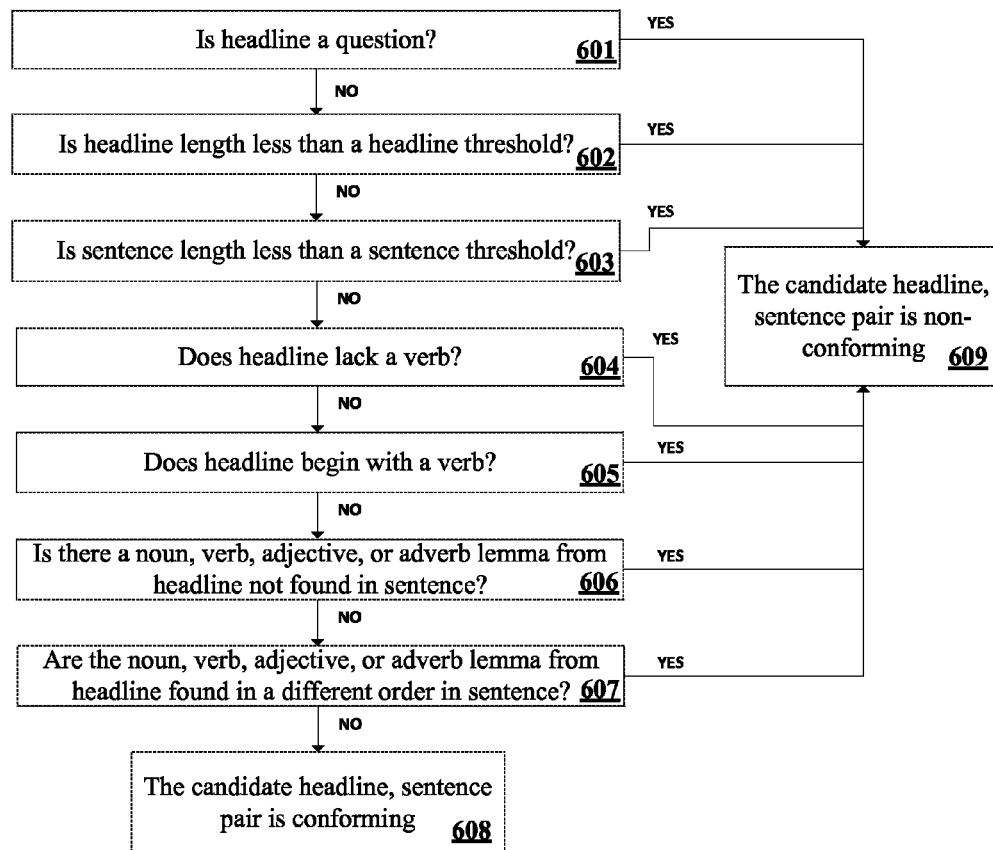 Is headline a question?
601
YES
NO
Is headline length less than a headline threshold?
602
YES
NO
Is sentence length less than a sentence threshold?
603
YES
NO
Does headline lack a verb?
604
YES
NO
Does headline begin with a verb?
605
YES
NO
Is there a noun, verb, adjective, or adverb lemma from
headline not found in sentence?
606
YES
NO
Are the noun, verb, adjective, or adverb lemma from
headline found in a different order in sentence?
607
YES
NO
The candidate headline, sentence
pair is conforming
608
The candidate headline,
sentence pair is non-
conforming
609